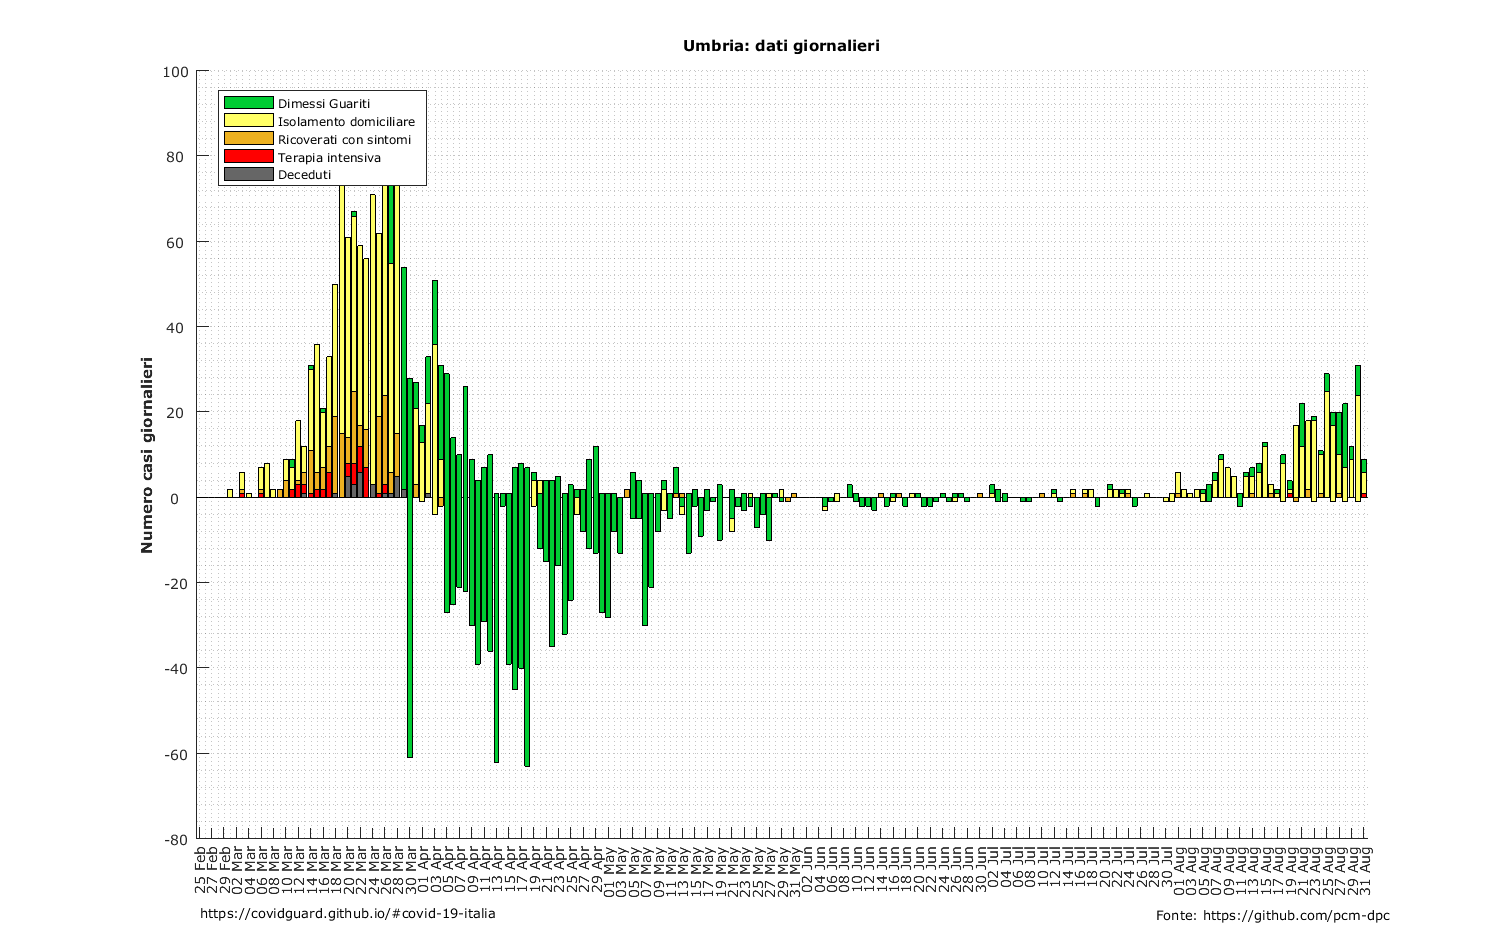 Umbria: dati giornalieri
100
80
60
40
20
0
-20
-40
-60
-80
Numero casi giornalieri
Dimessi Guariti
Isolamento domiciliare
Ricoverati con sintomi
Terapia intensiva
Deceduti
25 Feb
27 Feb
29 Feb
02 Mar
04 Mar
06 Mar
08 Mar
10 Mar
12 Mar
14 Mar
16 Mar
18 Mar
20 Mar
22 Mar
24 Mar
26 Mar
28 Mar
30 Mar
01 Apr
03 Apr
05 Apr
07 Apr
09 Apr
11 Apr
13 Apr
15 Apr
17 Apr
19 Apr
21 Apr
23 Apr
25 Apr
27 Apr
29 Apr
01 May
03 May
05 May
07 May
09 May
11 May
13 May
15 May
17 May
19 May
21 May
23 May
25 May
27 May
29 May
31 May
02 Jun
04 Jun
06 Jun
08 Jun
10 Jun
12 Jun
14 Jun
16 Jun
18 Jun
20 Jun
22 Jun
24 Jun
26 Jun
28 Jun
30 Jun
02 Jul
04 Jul
06 Jul
08 Jul
10 Jul
12 Jul
14 Jul
16 Jul
18 Jul
20 Jul
22 Jul
24 Jul
26 Jul
28 Jul
30 Jul
01 Aug
03 Aug
05 Aug
07 Aug
09 Aug
11 Aug
13 Aug
15 Aug
17 Aug
19 Aug
21 Aug
23 Aug
25 Aug
27 Aug
29 Aug
31 Aug
https://covidguard.github.io/#covid-19-italia
Fonte: https://github.com/pcm-dpc